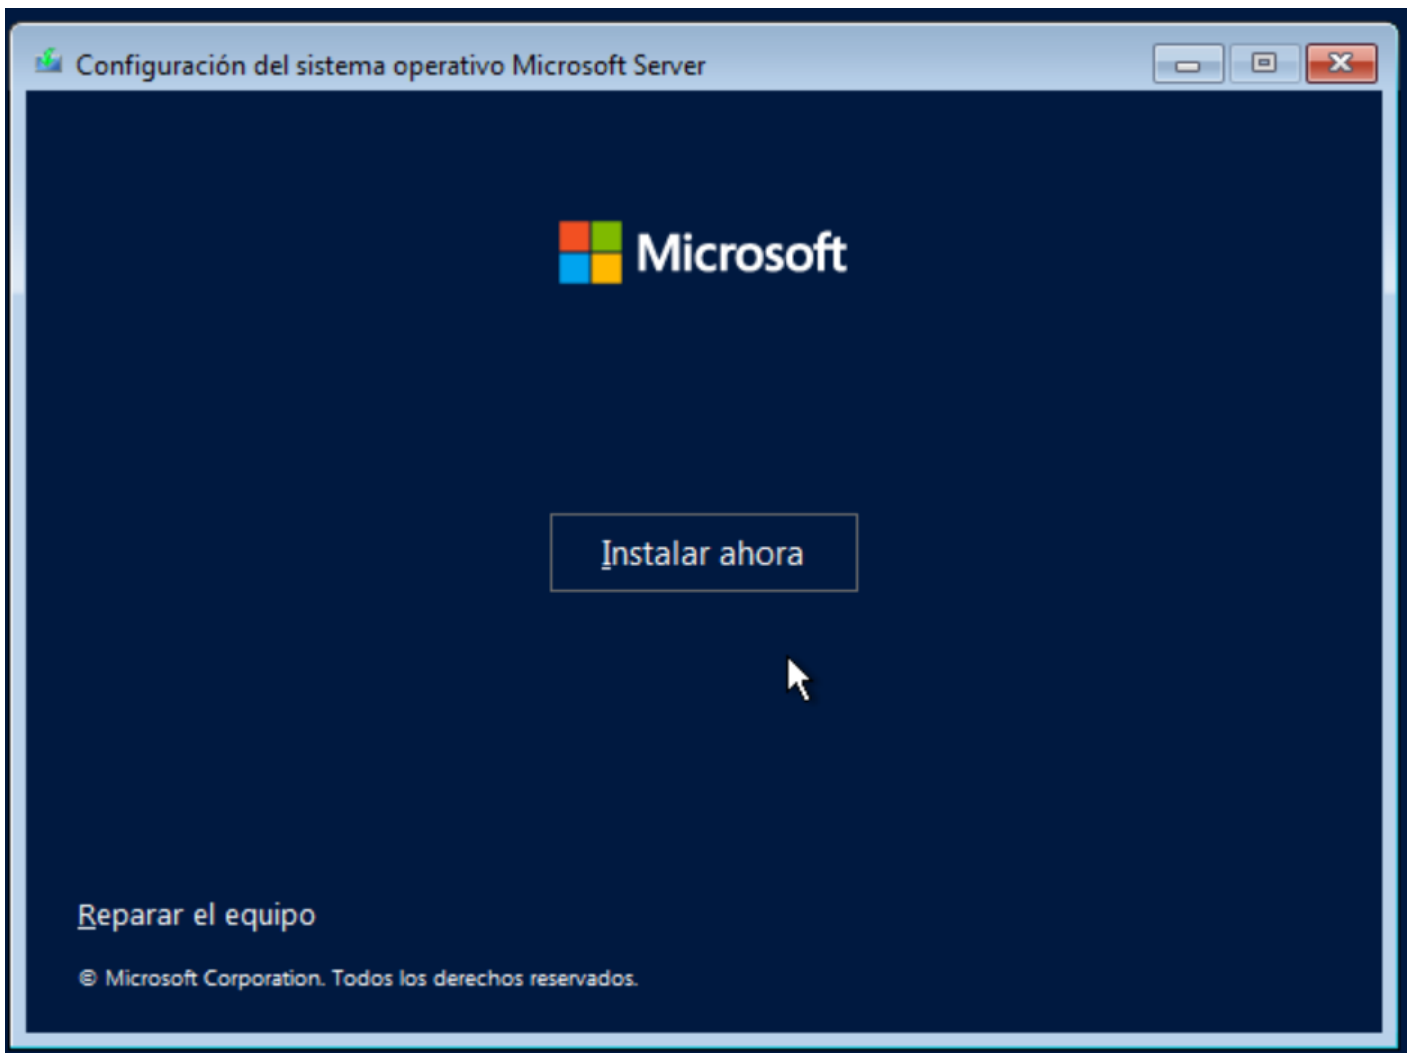 Configuración del sistema operativo Microsoft Server
Microsoft
Instalar ahora
Reparar el equipo
© Microsoft Corporation. Todos los derechos reservados.